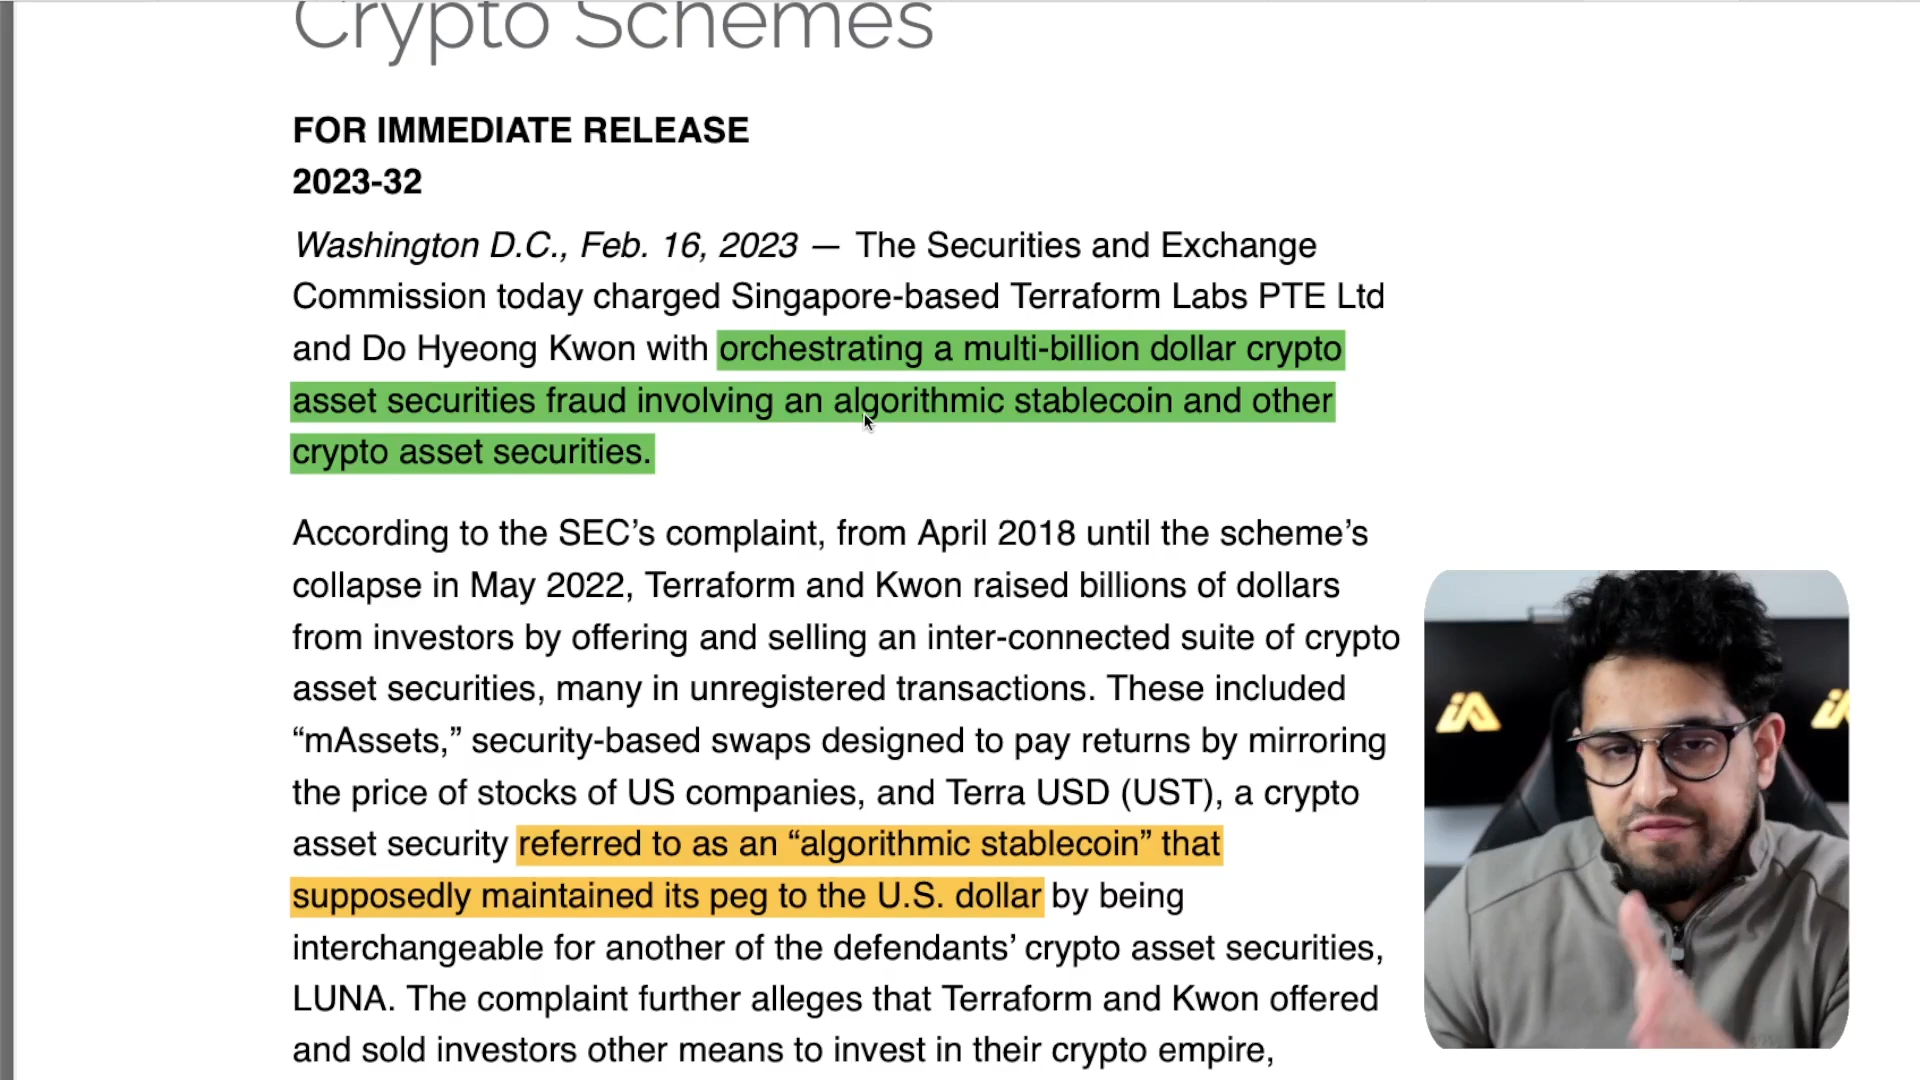 Crypto Schemes
FOR IMMEDIATE RELEASE
2023-32
Washington D.C., Feb. 16, 2023 — The Securities and Exchange
Commission today charged Singapore-based Terraform Labs PTE Ltd
and Do Hyeong Kwon with orchestrating a multi-billion dollar crypto
asset securities fraud involving an algorithmic stablecoin and other
crypto asset securities.
According to the SEC’s complaint, from April 2018 until the scheme’s
collapse in May 2022, Terraform and Kwon raised billions of dollars
from investors by offering and selling an inter-connected suite of crypto
asset securities, many in unregistered transactions. These included
“mAssets,” security-based swaps designed to pay returns by mirroring
the price of stocks of US companies, and Terra USD (UST), a crypto
asset security referred to as an “algorithmic stablecoin” that
supposedly maintained its peg to the U.S. dollar by being
interchangeable for another of the defendants’ crypto asset securities,
LUNA. The complaint further alleges that Terraform and Kwon offered
and sold investors other means to invest in their crypto empire,